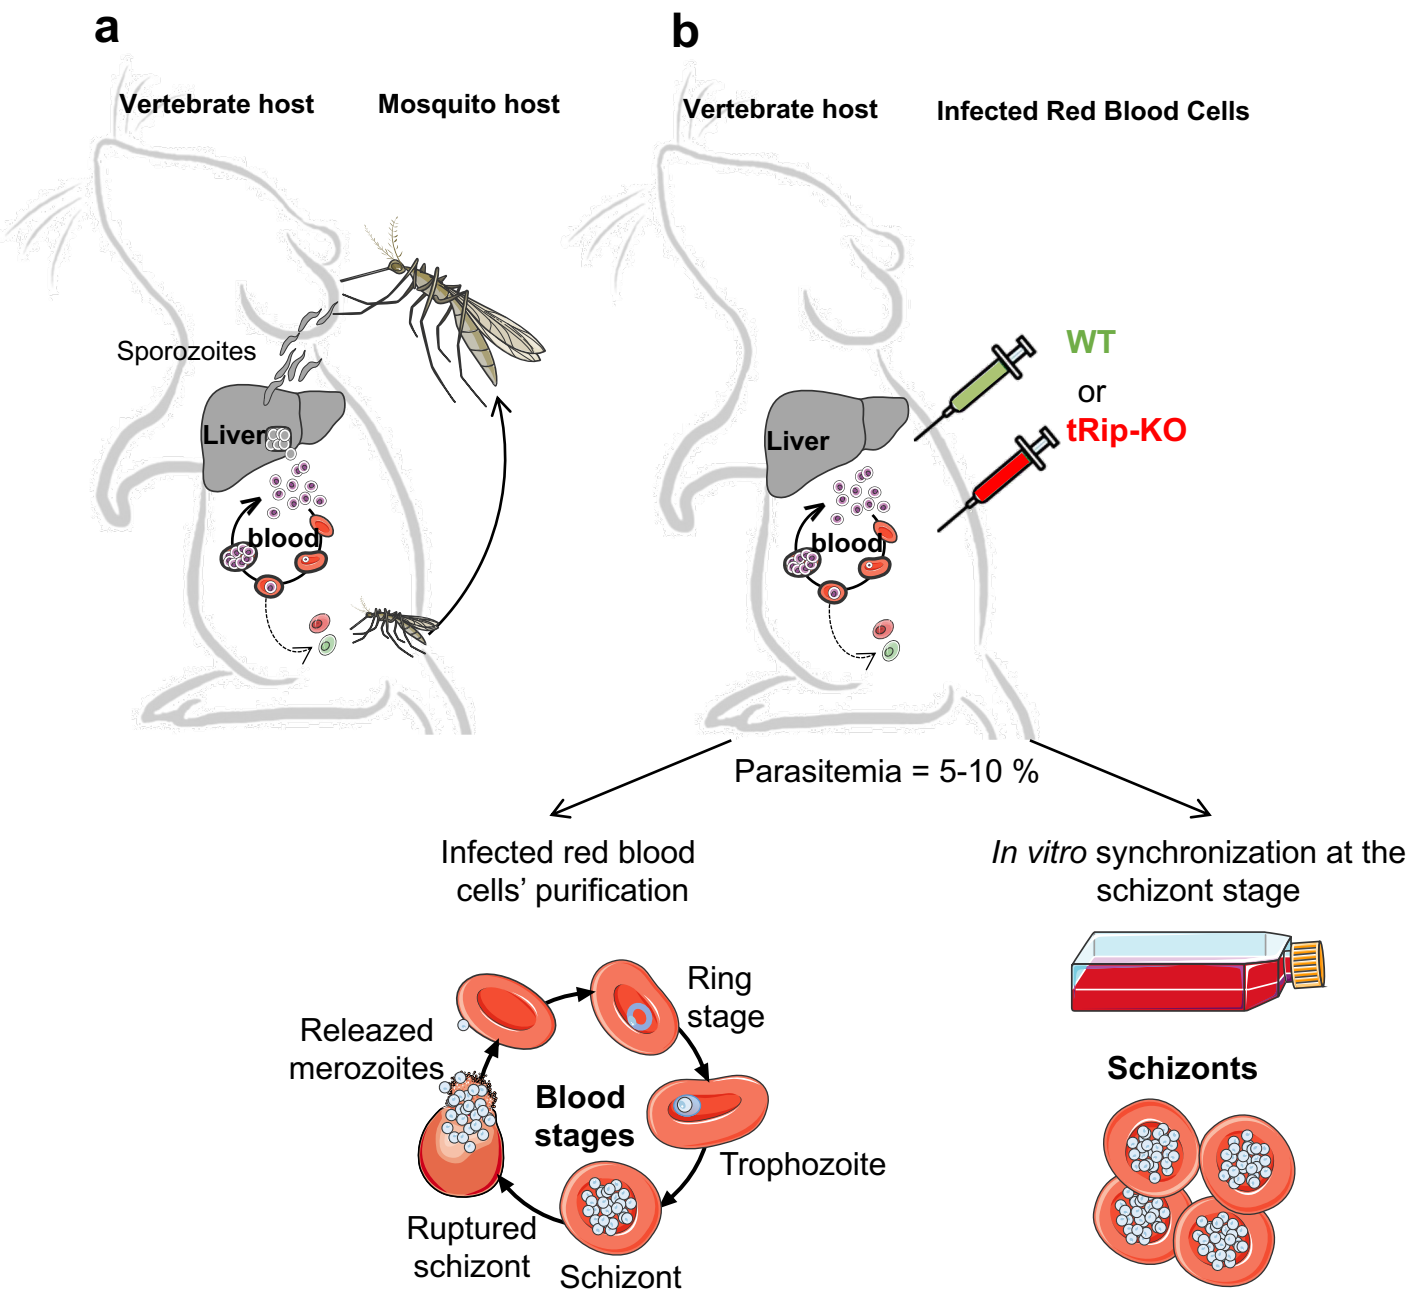 a
Vertebrate host
Mosquito host
Sporozoites
Liver
blood
b
Vertebrate host
Infected Red Blood Cells
WT
or
tRip-KO
Liver
blood
Parasitemia = 5-10 %
Infected red blood
cells’ purification
In vitro synchronization at the
schizont stage
Ring
stage
Releazed
merozoites
Blood
stages
Trophozoite
Ruptured
schizont
Schizont
Schizonts